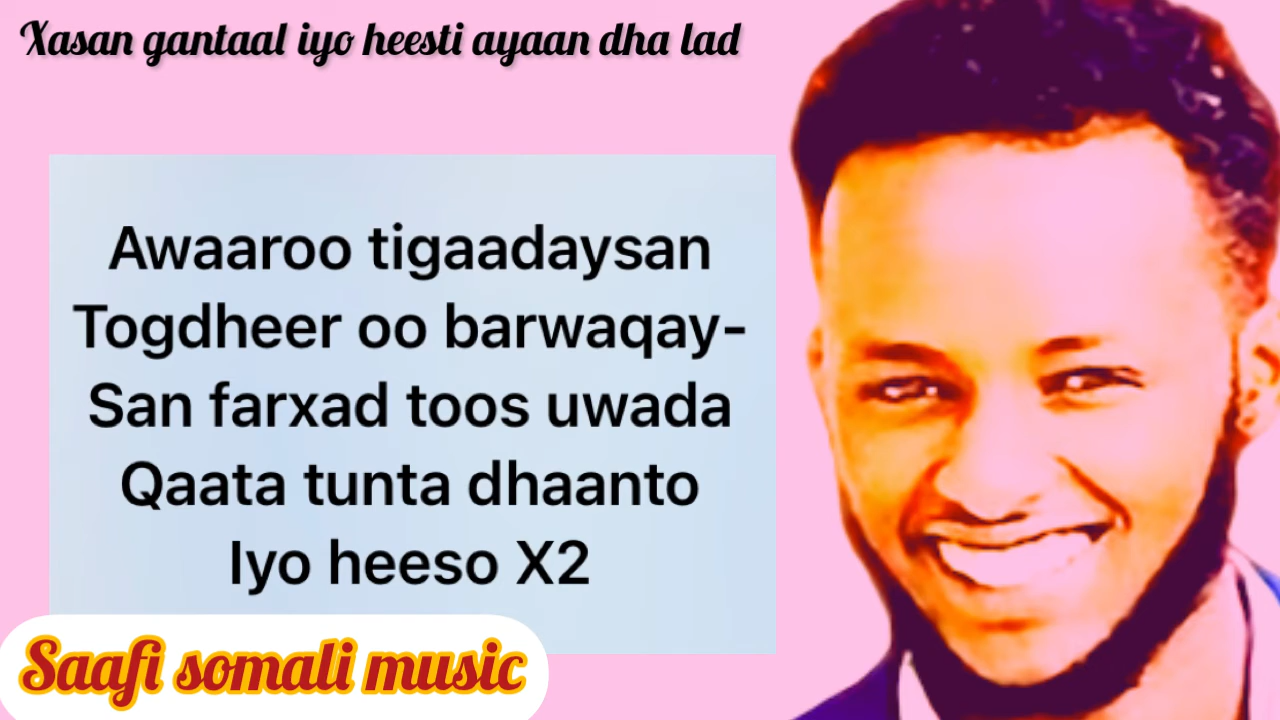 Xasan gantaal iyo heesti ayaan dha lad
Awaaroo tigaadaysan
Togdheer oo barwaqay-
San farxad toos uwada
Qaata tunta dhaanto
Iyo heeso X2
Saafi somali music